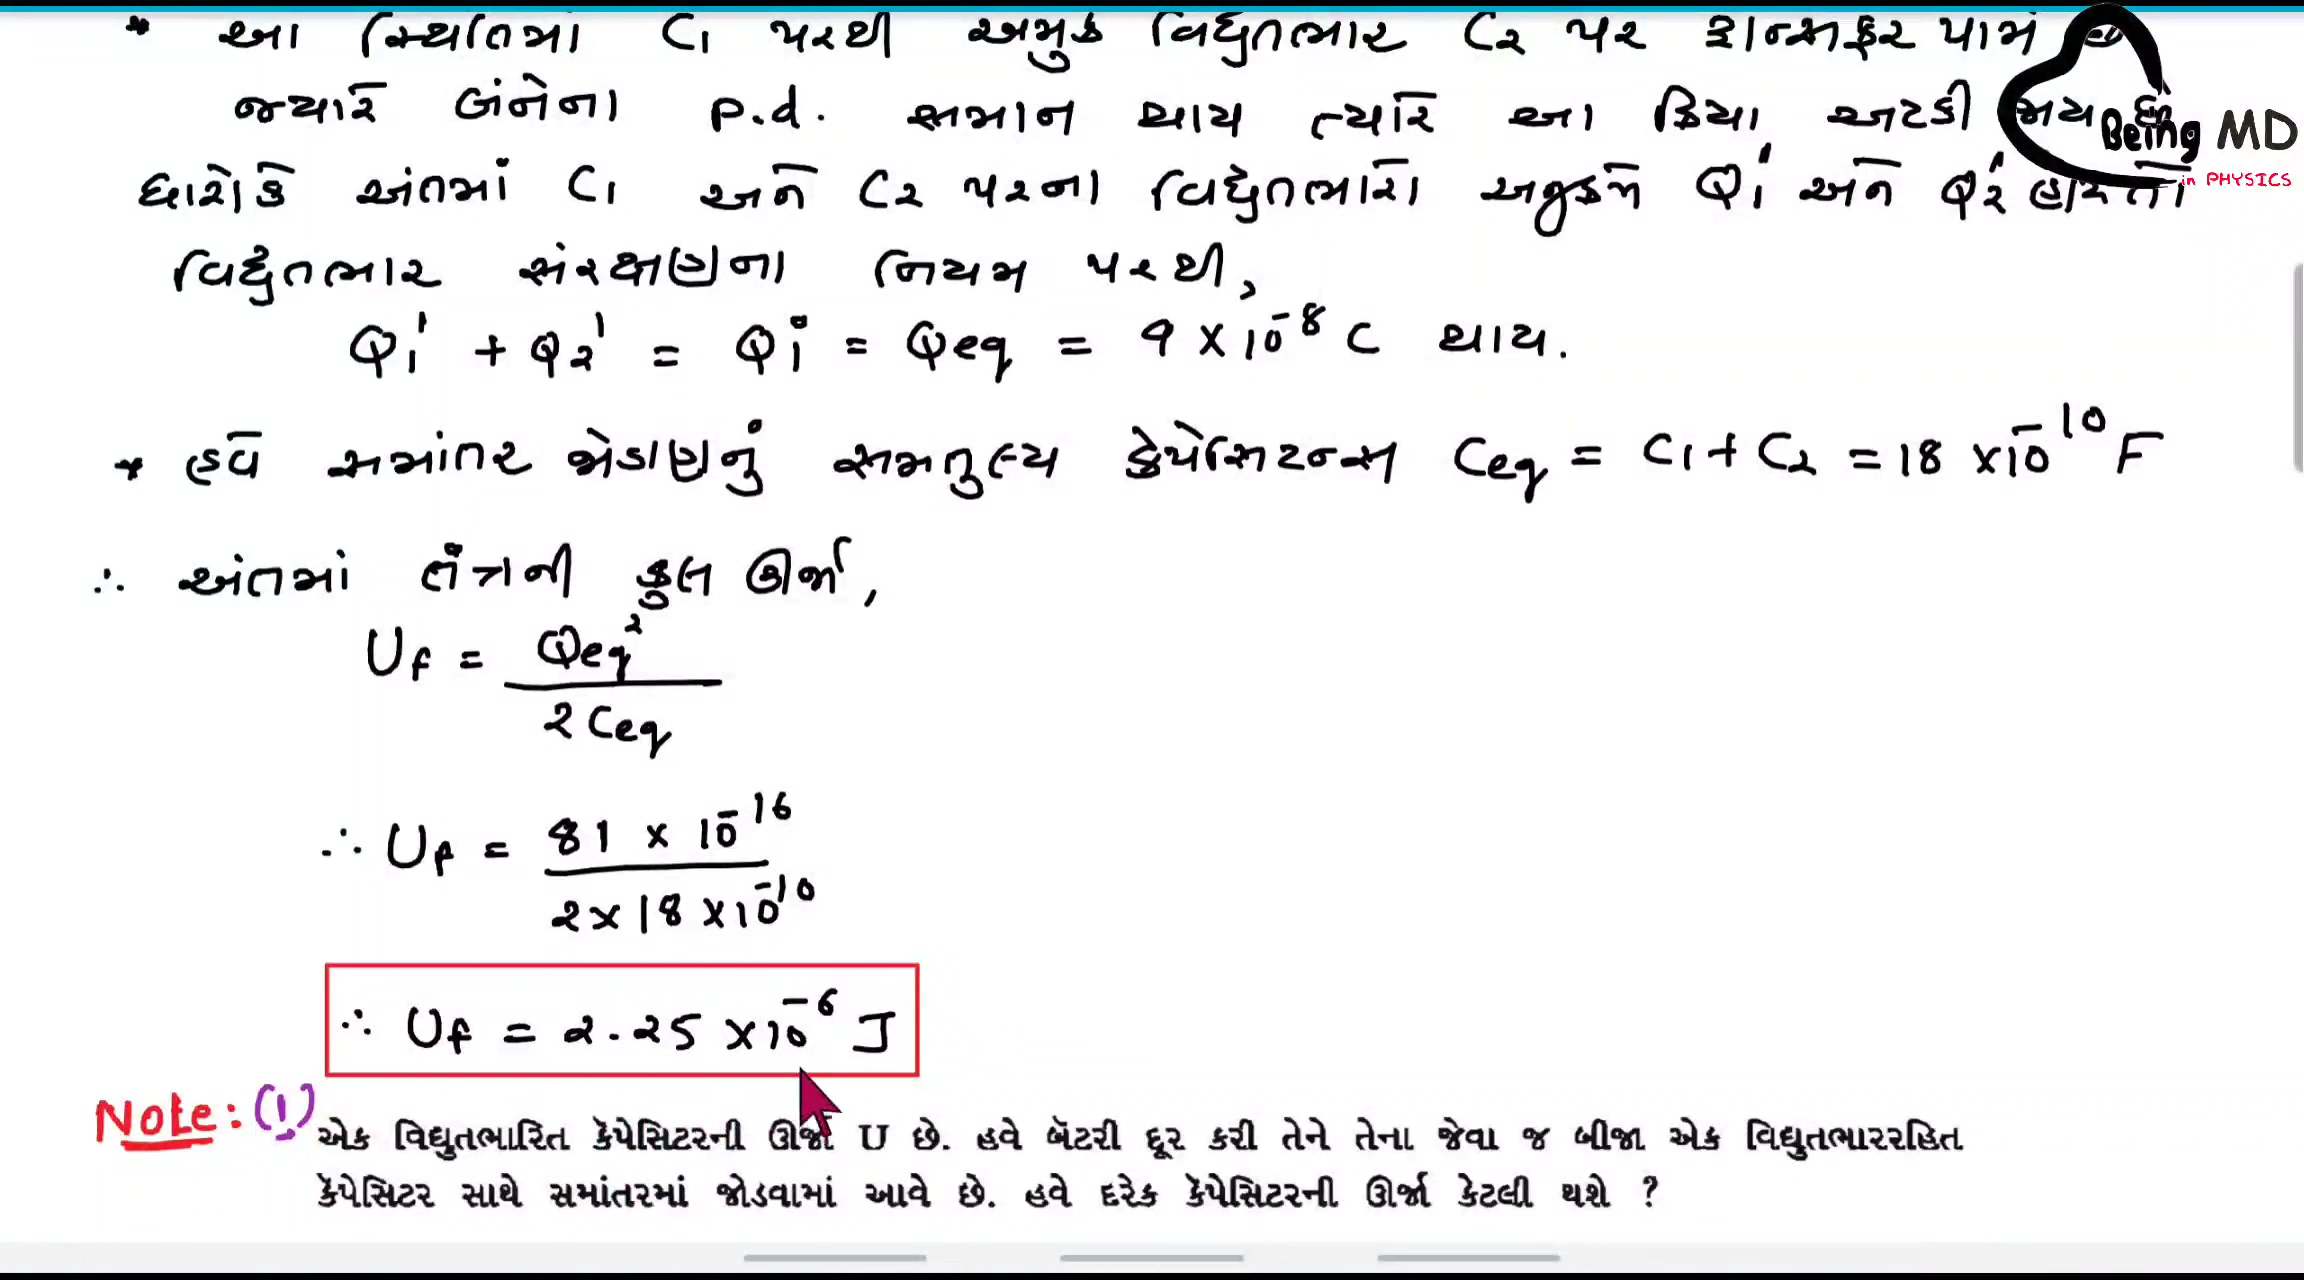 * આ સ્થિતિમાં C1 પરથી અમુક વિદ્યુતભાર C2 પર ટ્રાન્સફર પામે છે
જ્યારે બંનેના p.d. સમાન થાય ત્યારે આ ક્રિયા અટકી જાય છે
ધારોકે અંતમાં C1 અને C2 પરના વિદ્યુતભારો અનુક્રમે Q1' અને Q2' હોય તો
વિદ્યુતભાર સંરક્ષણના નિયમ પરથી,
Q1' + Q2' = Qi = Qeq = 9 × 10^-8 C થાય.
* હવે સમાંતર જોડાણનું સમતુલ્ય કેપેસિટન્સ Ceq = C1 + C2 = 18 × 10^-10 F
∴ અંતમાં તંત્રની કુલ ઊર્જા,
Uf = Qeq^2
2 Ceq
∴ Uf = 81 × 10^-16
2 × 18 × 10^-10
∴ Uf = 2.25 × 10^-6 J
Note: (1) એક વિદ્યુતભારિત કૅપેસિટરની ઊર્જા U છે. હવે બૅટરી દૂર કરી તેને તેના જેવા જ બીજા એક વિદ્યુતભારરહિત
કૅપેસિટર સાથે સમાંતરમાં જોડવામાં આવે છે. હવે દરેક કૅપેસિટરની ઊર્જા કેટલી થશે ?
Being MD
in PHYSICS